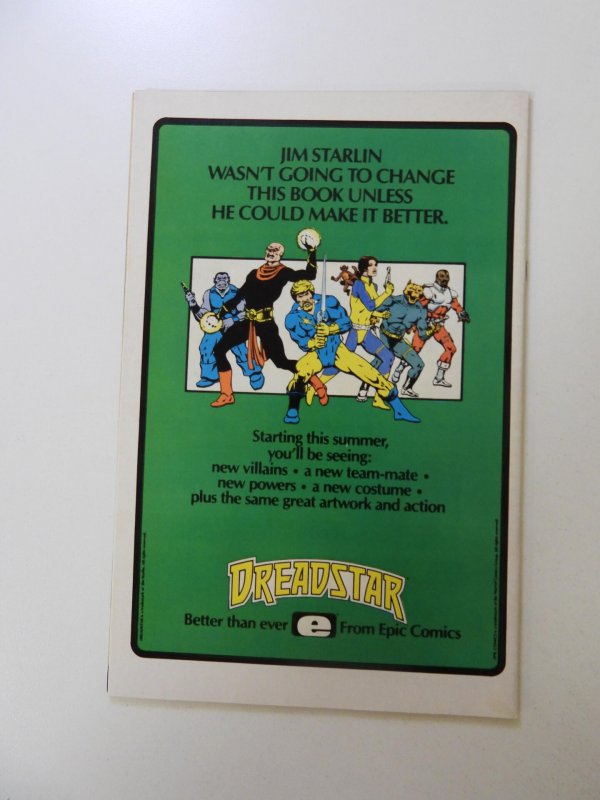 JIM STARLIN
WASN'T GOING TO CHANGE
THIS BOOK UNLESS
HE COULD MAKE IT BETTER.
Starting this summer,
you'll be seeing:
new villains • a new team-mate •
new powers • a new costume •
plus the same great artwork and action
DREADSTAR
Better than ever e From Epic Comics